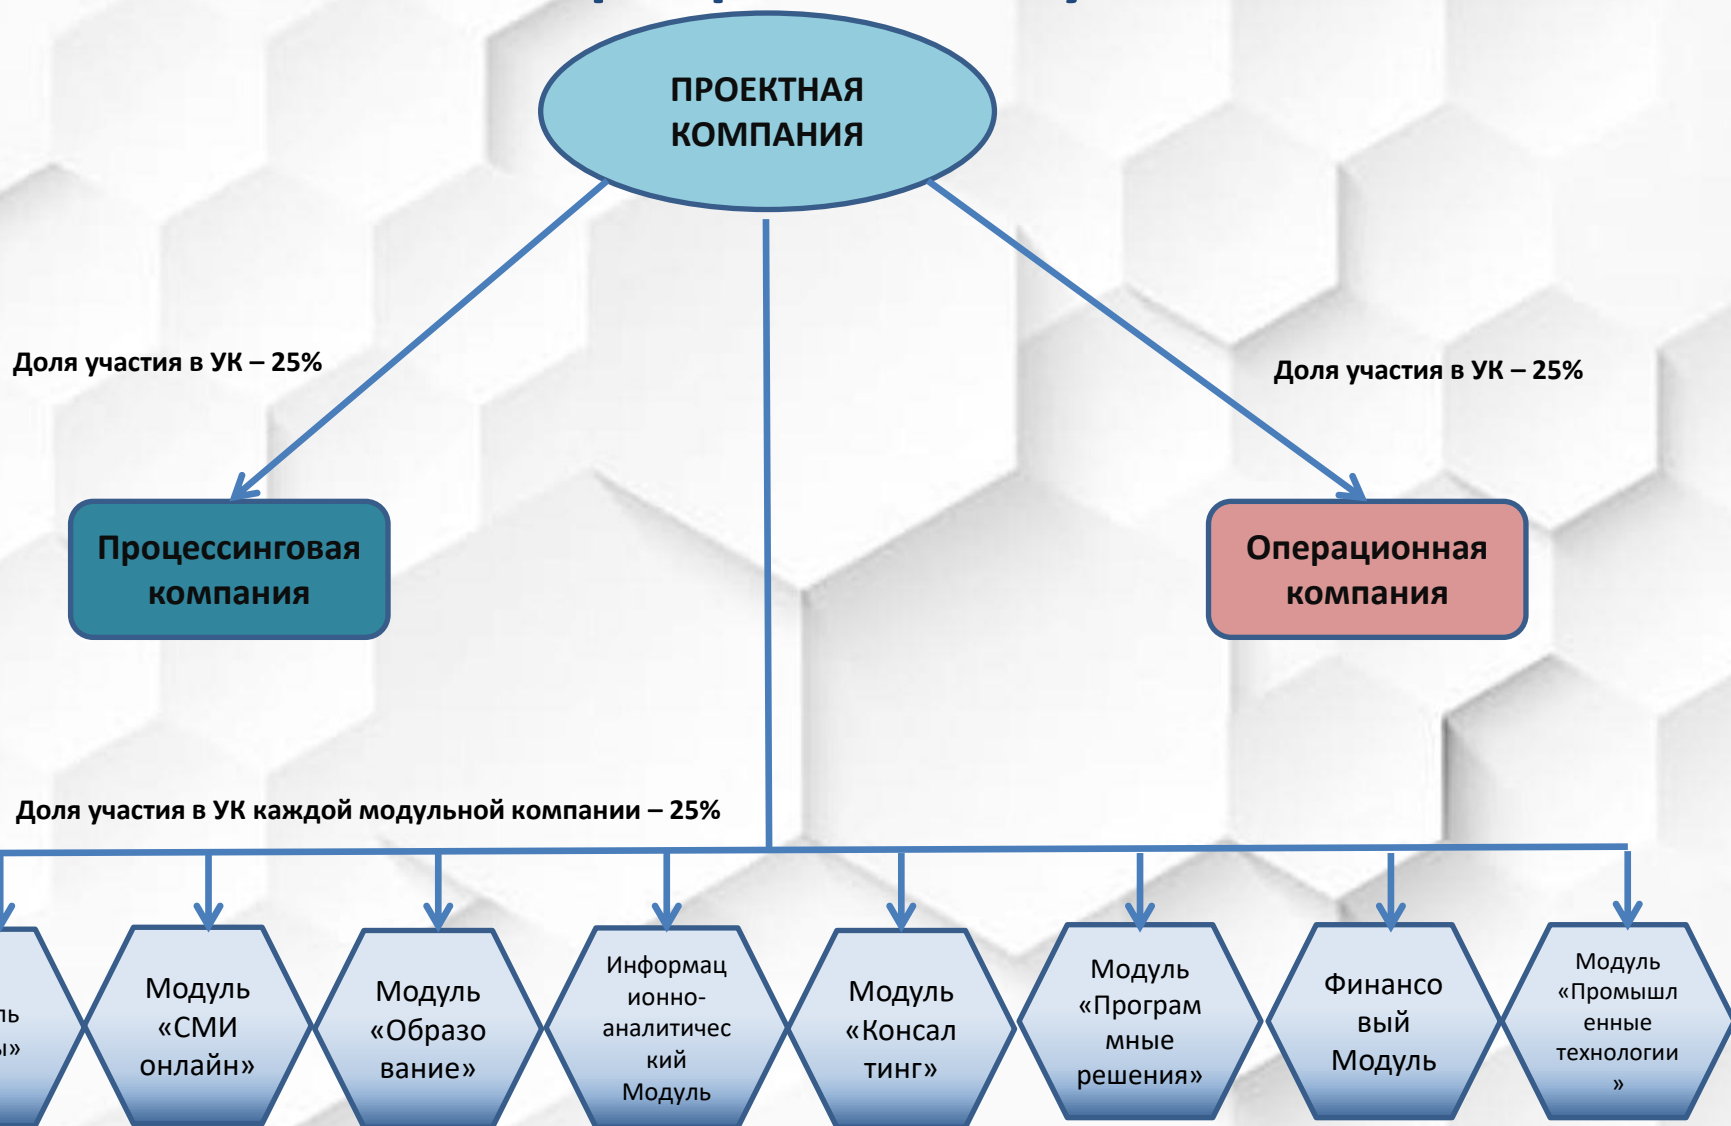 ПРОЕКТНАЯ
КОМПАНИЯ
Доля участия в УК – 25%
Доля участия в УК – 25%
Процессинговая
компания
Операционная
компания
Доля участия в УК каждой модульной компании – 25%
Модуль
«СМИ
онлайн»
Модуль
«Образо
вание»
Информац
ионно-
аналитичес
кий
Модуль
Модуль
«Консал
тинг»
Модуль
«Програм
мные
решения»
Финансо
вый
Модуль
Модуль
«Промышл
енные
технологии
»